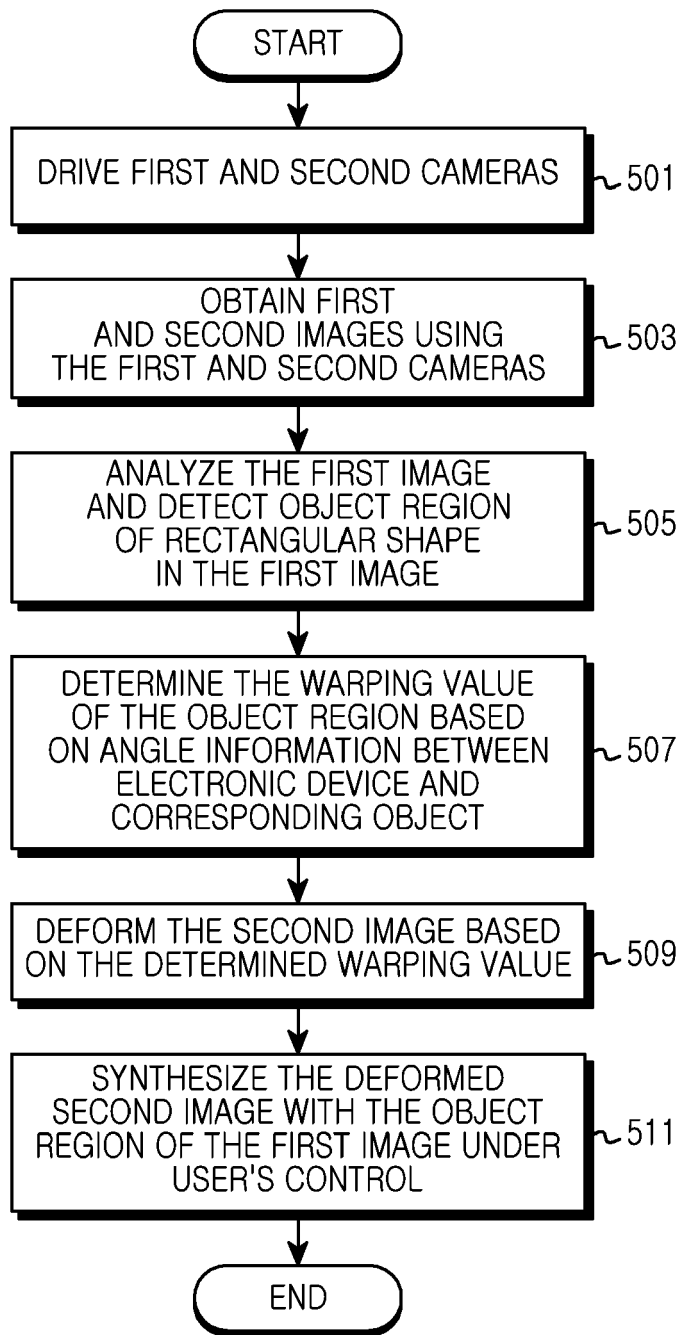 START
DRIVE FIRST AND SECOND CAMERAS
501
OBTAIN FIRST
AND SECOND IMAGES USING
THE FIRST AND SECOND CAMERAS
503
ANALYZE THE FIRST IMAGE
AND DETECT OBJECT REGION
OF RECTANGULAR SHAPE
IN THE FIRST IMAGE
505
DETERMINE THE WARPING VALUE
OF THE OBJECT REGION BASED
ON ANGLE INFORMATION BETWEEN
ELECTRONIC DEVICE AND
CORRESPONDING OBJECT
507
DEFORM THE SECOND IMAGE BASED
ON THE DETERMINED WARPING VALUE
509
SYNTHESIZE THE DEFORMED
SECOND IMAGE WITH THE OBJECT
REGION OF THE FIRST IMAGE UNDER
USER'S CONTROL
511
END